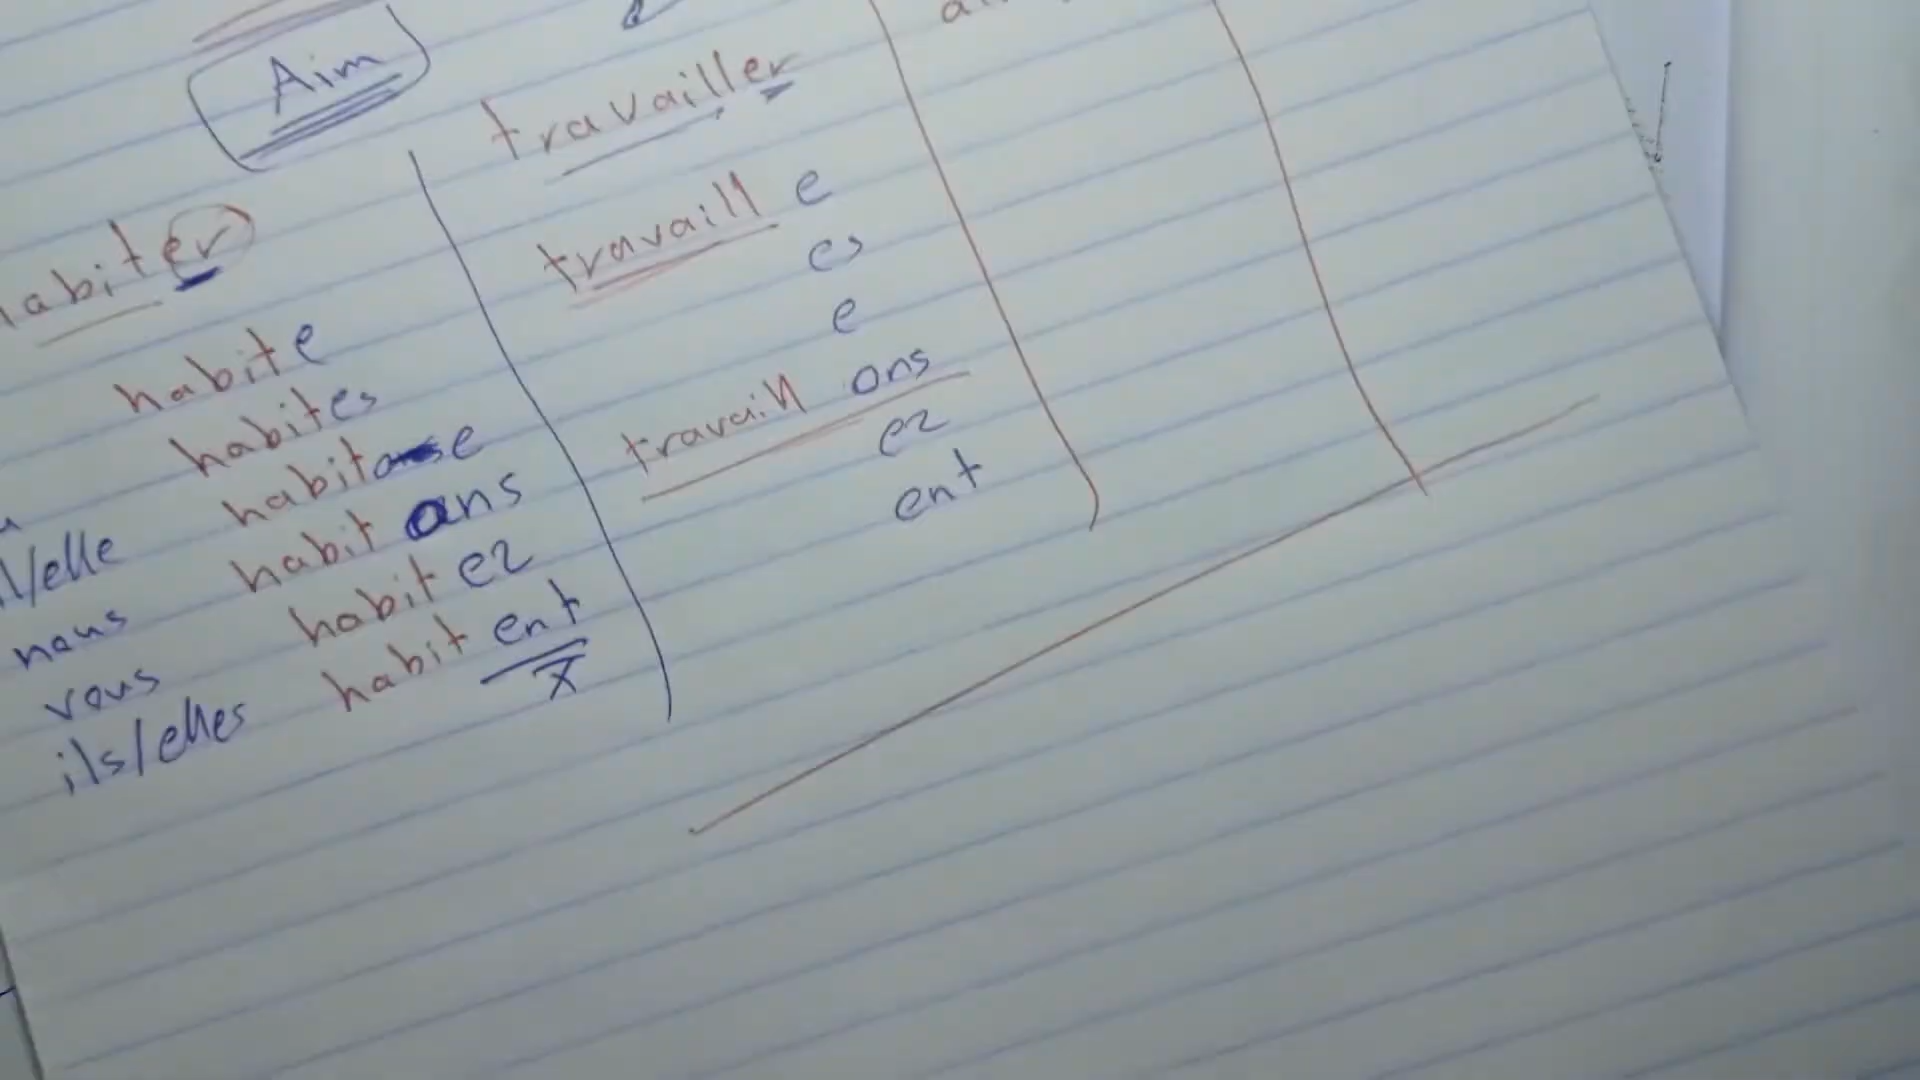 Aim
travailler
habiter
travaill e
es
e
travaill ons
ez
ent
habite
habites
il/elle habite
nous habit ons
vous habit ez
ils/elles habit ent
x